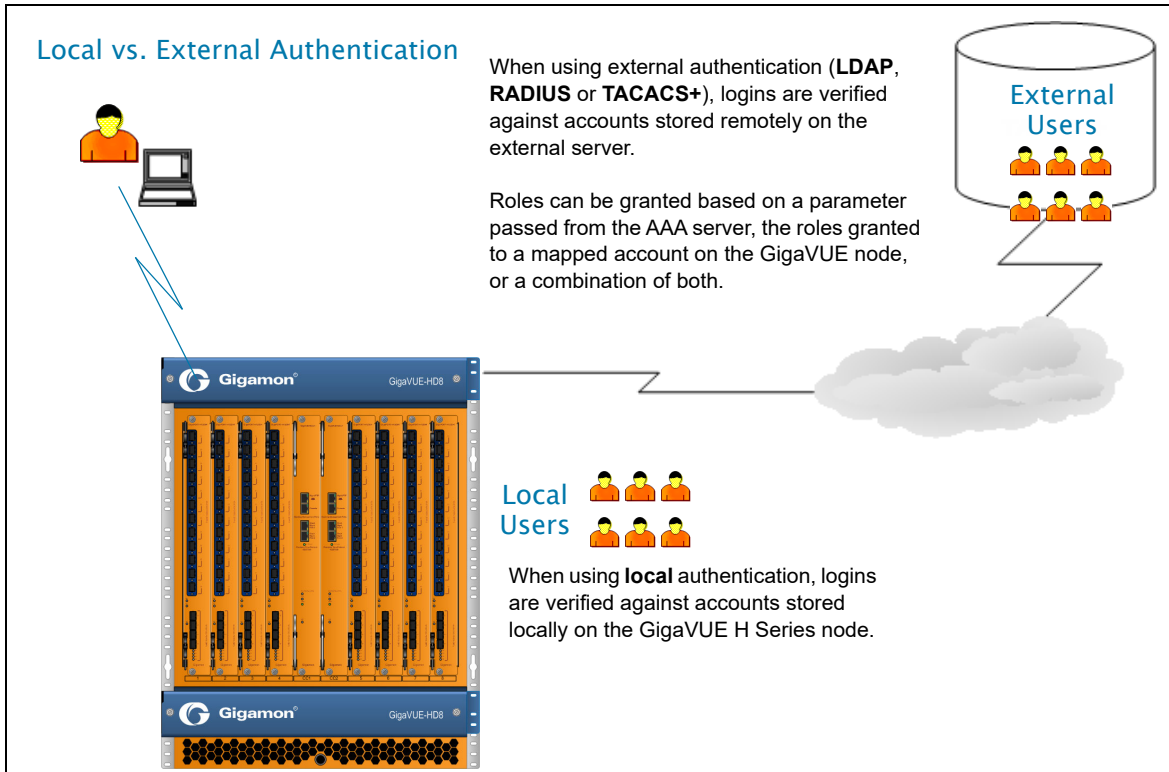 Local vs. External Authentication
When using external authentication (LDAP,
RADIUS or TACACS+), logins are verified
against accounts stored remotely on the
external server.
Roles can be granted based on a parameter
passed from the AAA server, the roles granted
to a mapped account on the GigaVUE node,
or a combination of both.
External
Users
Gigamon®
GigaVUE-HD8
Local
Users
When using local authentication, logins
are verified against accounts stored
locally on the GigaVUE H Series node.
Gigamon®
GigaVUE-HD8